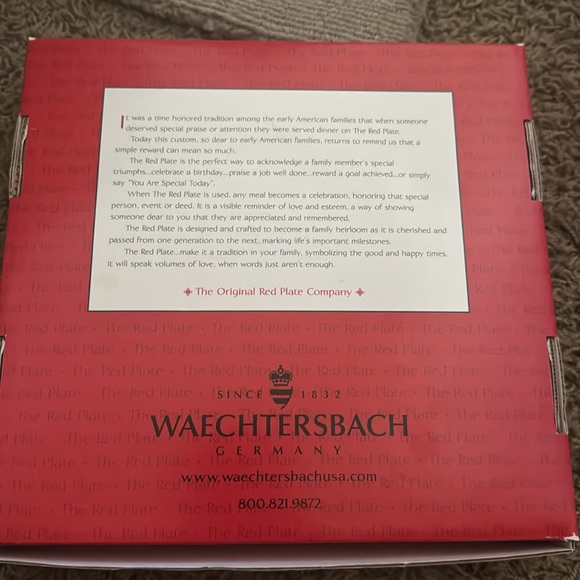 It was a time honored tradition among the early American families that when someone
deserved special praise or attention they were served dinner on The Red Plate.
Today this custom, so dear to early American families, returns to remind us that a
simple reward can mean so much.
The Red Plate is the perfect way to acknowledge a family member's special
triumphs...celebrate a birthday...praise a job well done...reward a goal achieved...or simply
say "You Are Special Today".
When The Red Plate is used, any meal becomes a celebration, honoring that special
person, event or deed. It is a visible reminder of love and esteem, a way of showing
someone dear to you that they are appreciated and remembered.
The Red Plate is designed and crafted to become a family heirloom as it is cherished and
passed from one generation to the next, marking life's important milestones.
The Red Plate...make it a tradition in your family, symbolizing the good and happy times.
It will speak volumes of love, when words just aren't enough.
The Original Red Plate Company
SINCE 1832
WAECHTERSBACH
GERMANY
www.waechtersbachusa.com
800.821.9872